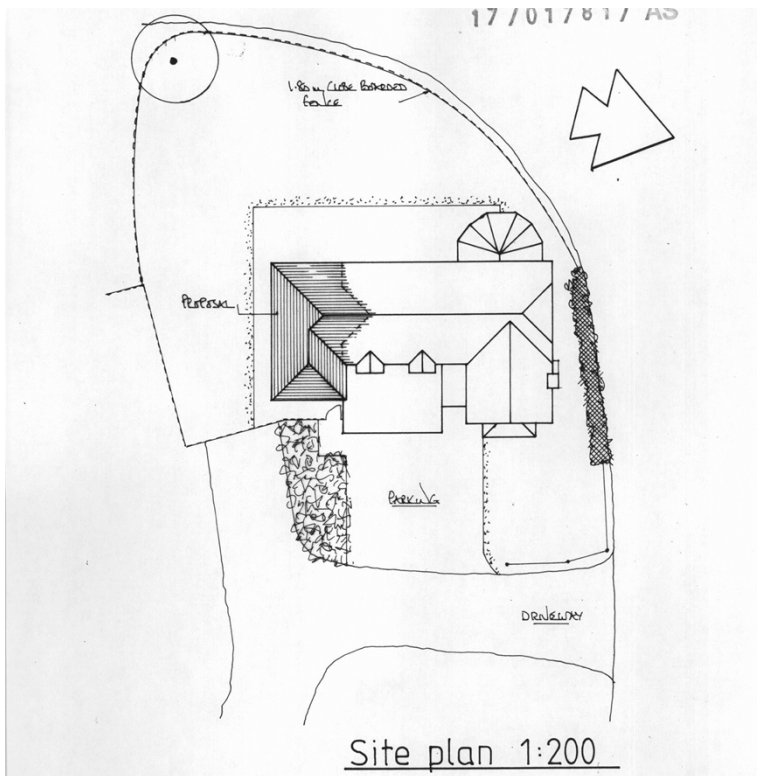 17/01781/ AS
1.80m CLOSE BOARDED
FENCE
PROPOSAL
PARKING
DRIVEWAY
Site plan 1:200